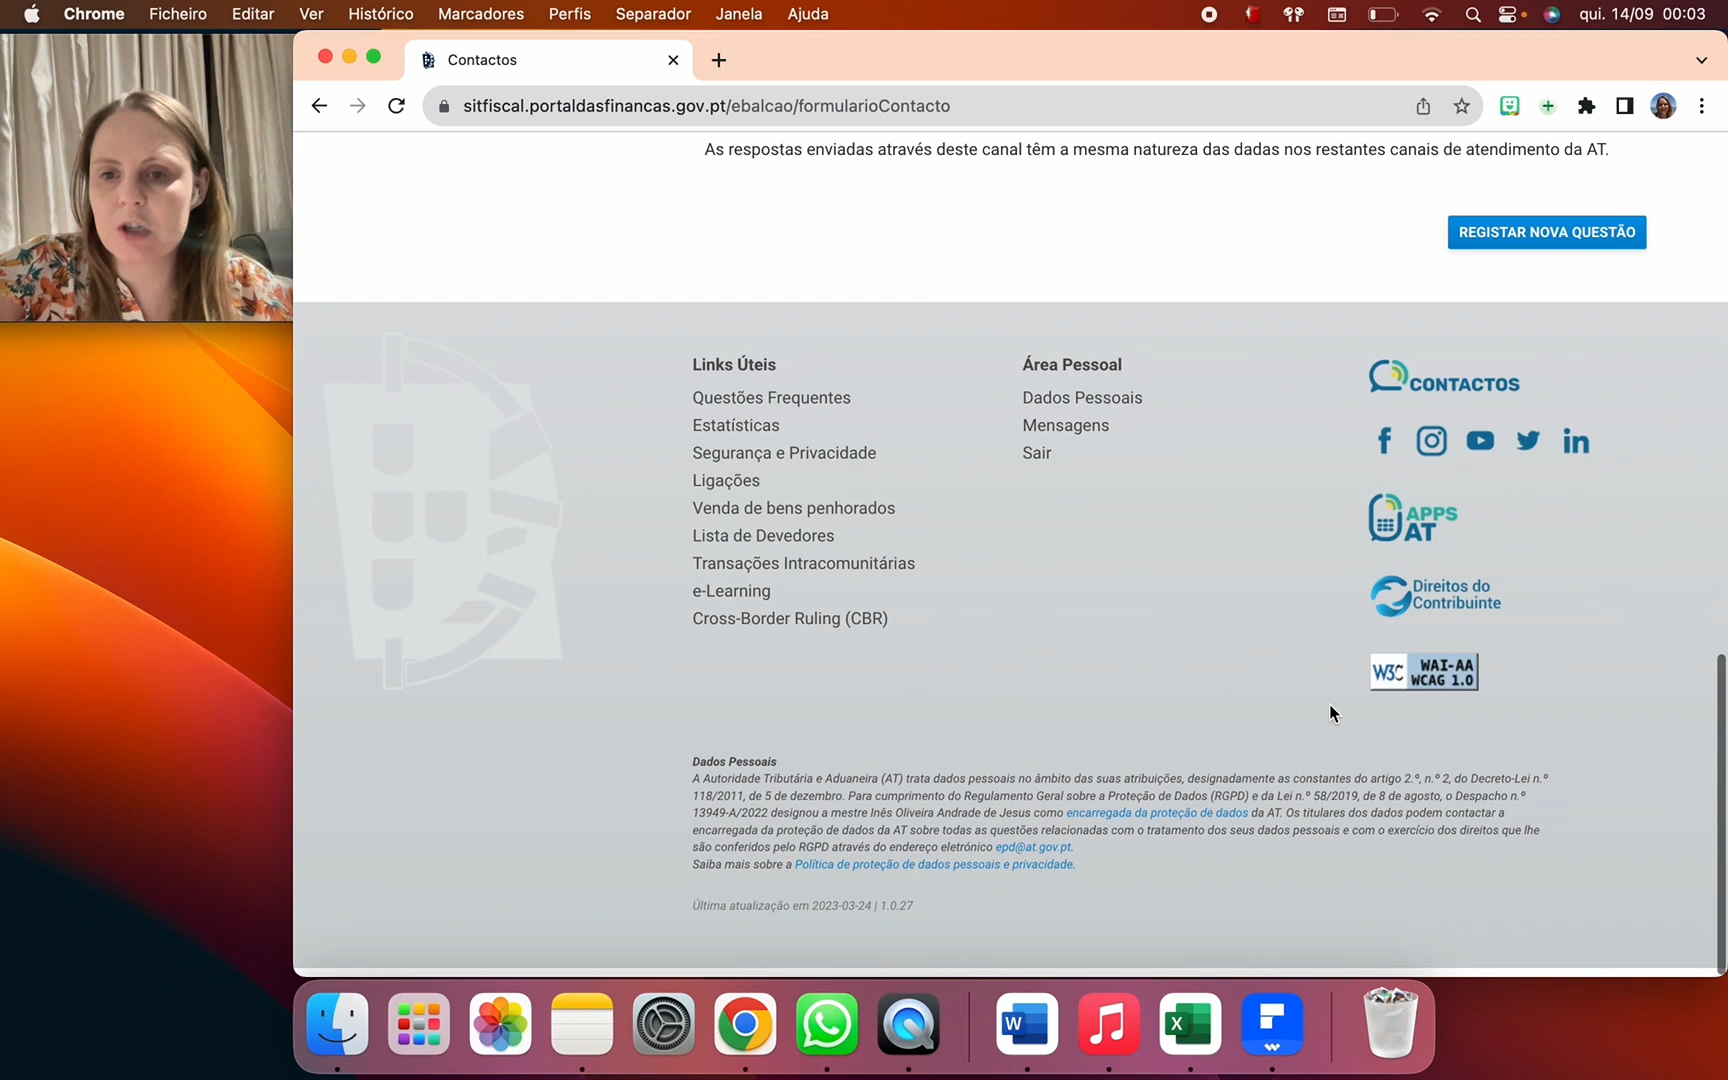 Chrome Ficheiro Editar Ver Histórico Marcadores Perfis Separador Janela Ajuda qui. 14/09 00:03
Contactos
sitfiscal.portaldasfinancas.gov.pt/ebalcao/formularioContacto
As respostas enviadas através deste canal têm a mesma natureza das dadas nos restantes canais de atendimento da AT.
REGISTAR NOVA QUESTÃO
Links Úteis
Questões Frequentes
Estatísticas
Segurança e Privacidade
Ligações
Venda de bens penhorados
Lista de Devedores
Transações Intracomunitárias
e-Learning
Cross-Border Ruling (CBR)
Área Pessoal
Dados Pessoais
Mensagens
Sair
CONTACTOS
APPS
AT
Direitos do
Contribuinte
W3C WAI-AA
WCAG 1.0
Dados Pessoais
A Autoridade Tributária e Aduaneira (AT) trata dados pessoais no âmbito das suas atribuições, designadamente as constantes do artigo 2.º, n.º 2, do Decreto-Lei n.º
118/2011, de 5 de dezembro. Para cumprimento do Regulamento Geral sobre a Proteção de Dados (RGPD) e da Lei n.º 58/2019, de 8 de agosto, o Despacho n.º
13949-A/2022 designou a mestre Inês Oliveira Andrade de Jesus como encarregada da proteção de dados da AT. Os titulares dos dados podem contactar a
encarregada da proteção de dados da AT sobre todas as questões relacionadas com o tratamento dos seus dados pessoais e com o exercício dos direitos que lhe
são conferidos pelo RGPD através do endereço eletrónico epd@at.gov.pt.
Saiba mais sobre a Política de proteção de dados pessoais e privacidade.
Última atualização em 2023-03-24 | 1.0.27
W
X